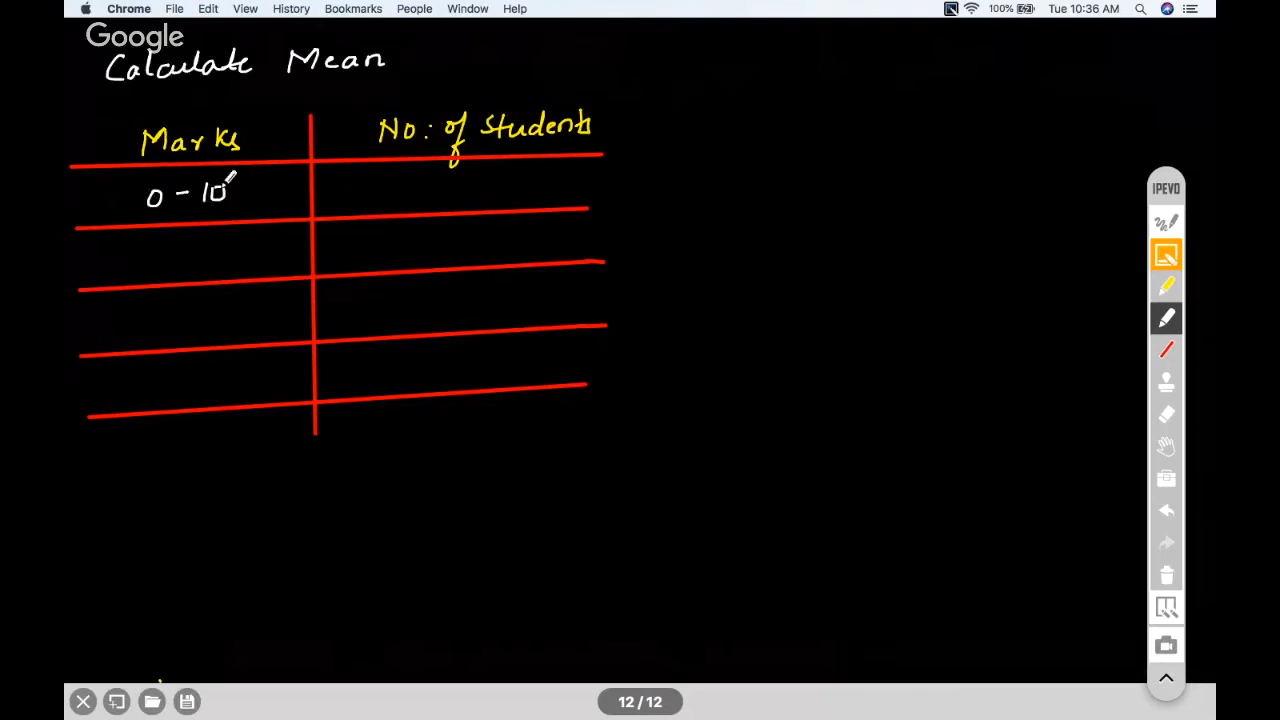 Chrome File Edit View History Bookmarks People Window Help 100% Tue 10:36 AM
Google
Calculate Mean
Marks No: of Students
f
0 - 10
IPEVO
12 / 12